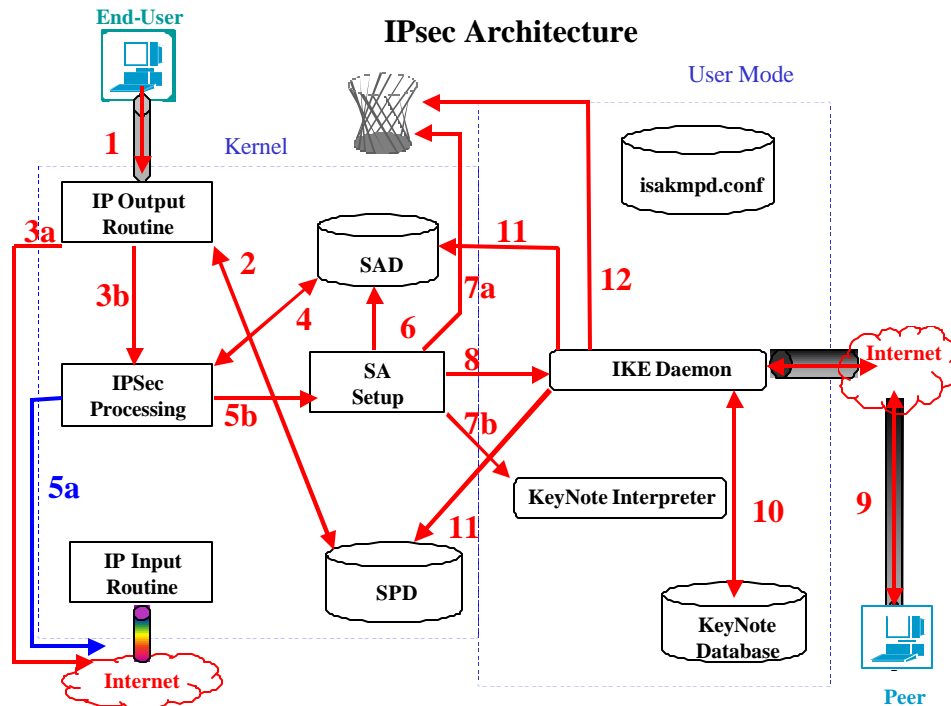 End-User
IPsec Architecture
User Mode
1
Kernel
isakmpd.conf
IP Output
Routine
3a
2
SAD
11
7a
12
3b
4
6
8
IKE Daemon
Internet
IPSec
Processing
5b
SA
Setup
7b
5a
KeyNote Interpreter
10
9
11
IP Input
Routine
SPD
KeyNote
Database
Internet
Peer